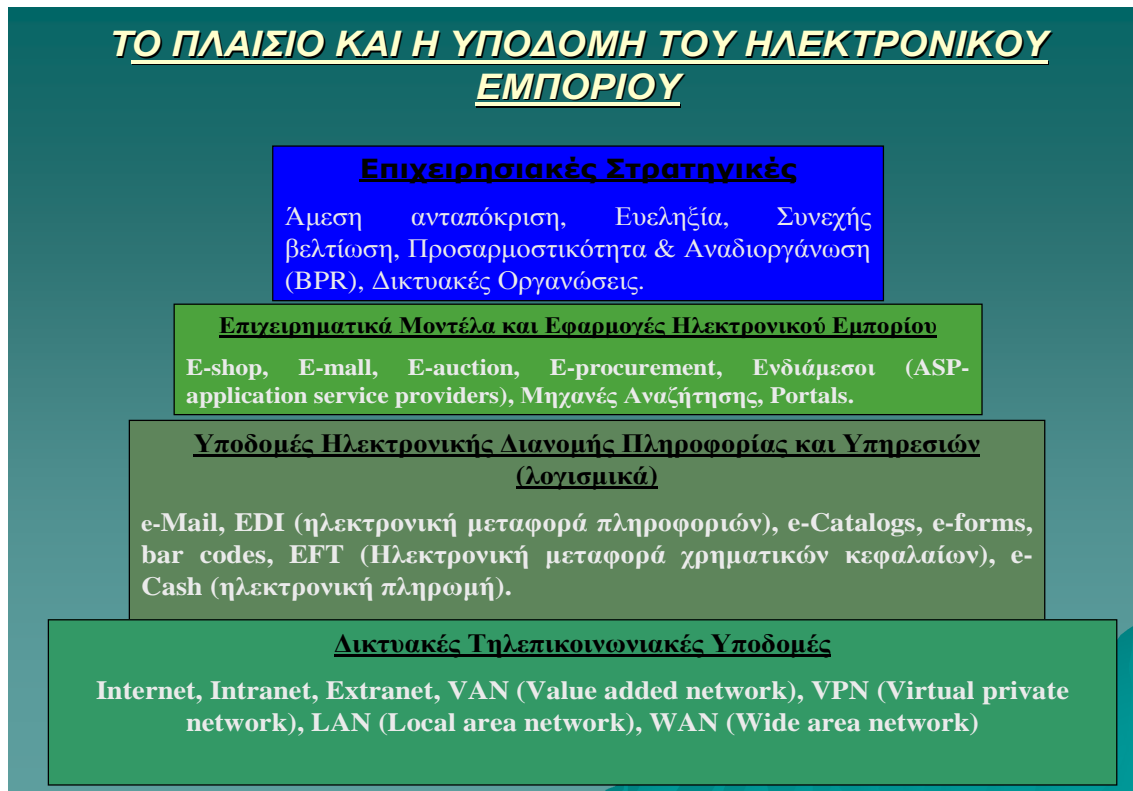 ΤΟ ΠΛΑΙΣΙΟ ΚΑΙ Η ΥΠΟΔΟΜΗ ΤΟΥ ΗΛΕΚΤΡΟΝΙΚΟΥ
ΕΜΠΟΡΙΟΥ
Επιχειρησιακές Στρατηγικές
Άμεση ανταπόκριση, Ευεληξία, Συνεχής
βελτίωση, Προσαρμοστικότητα & Αναδιοργάνωση
(BPR), Δικτυακές Οργανώσεις.
Επιχειρηματικά Μοντέλα και Εφαρμογές Ηλεκτρονικού Εμπορίου
E-shop, E-mall, E-auction, E-procurement, Ενδιάμεσοι (ASP-
application service providers), Μηχανές Αναζήτησης, Portals.
Υποδομές Ηλεκτρονικής Διανομής Πληροφορίας και Υπηρεσιών
(λογισμικά)
e-Mail, EDI (ηλεκτρονική μεταφορά πληροφοριών), e-Catalogs, e-forms,
bar codes, EFT (Ηλεκτρονική μεταφορά χρηματικών κεφαλαίων), e-
Cash (ηλεκτρονική πληρωμή).
Δικτυακές Τηλεπικοινωνιακές Υποδομές
Internet, Intranet, Extranet, VAN (Value added network), VPN (Virtual private
network), LAN (Local area network), WAN (Wide area network)